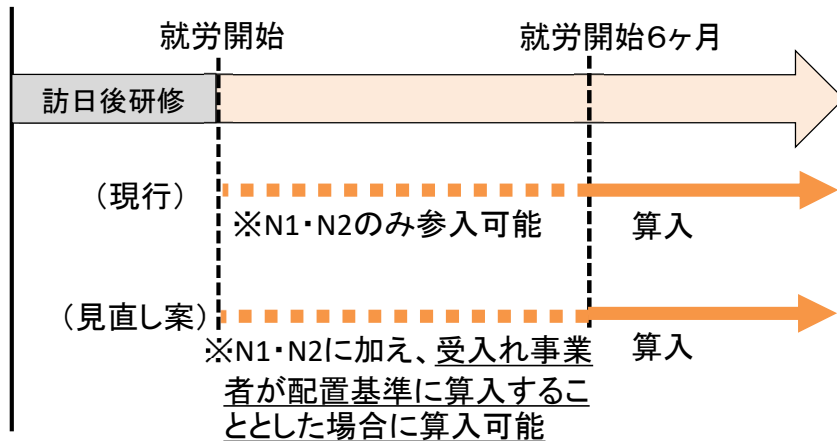 就労開始
就労開始6ヶ月
訪日後研修
（現行）
※N1・N2のみ参入可能
算入
（見直し案）
※N1・N2に加え、受入れ事業
者が配置基準に算入するこ
ととした場合に算入可能
算入